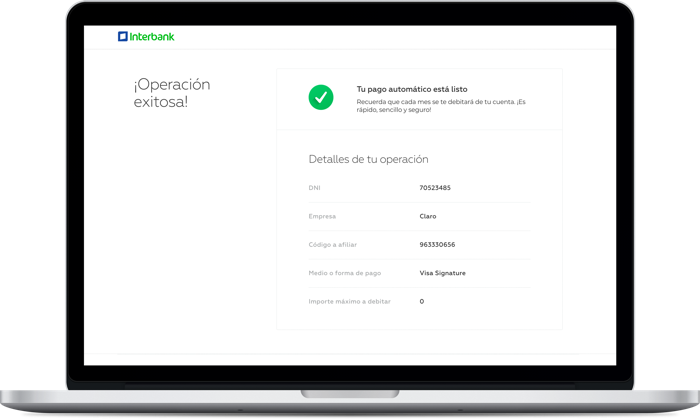 Interbank
¡Operación
exitosa!
Tu pago automático está listo
Recuerda que cada mes se te debitará de tu cuenta. ¡Es
rápido, sencillo y seguro!
Detalles de tu operación
DNI 70523485
Empresa Claro
Código a afiliar 963330656
Medio o forma de pago Visa Signature
Importe máximo a debitar 0